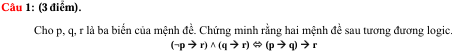 Câu 1: (3 điểm).
Cho p, q, r là ba biến của mệnh đề. Chứng minh rằng hai mệnh đề sau tương đương logic.
(¬p → r) ∧ (q → r) ⇔ (p → q) → r